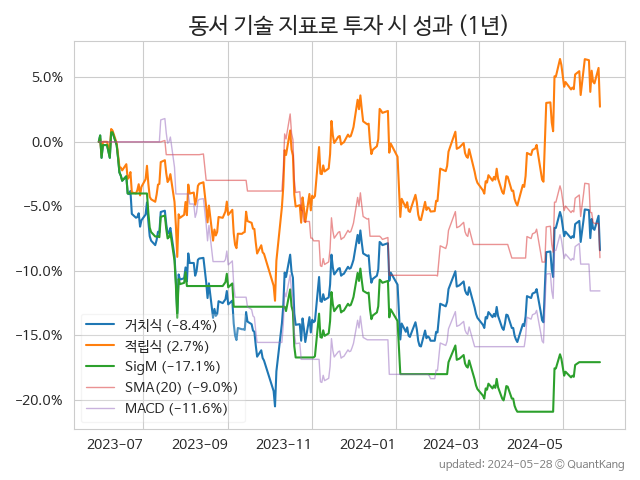 동서 기술 지표로 투자 시 성과 (1년)
5.0%
0.0%
−5.0%
−10.0%
−15.0%
−20.0%
거치식 (−8.4%)
적립식 (2.7%)
SigM (−17.1%)
SMA(20) (−9.0%)
MACD (−11.6%)
2023−07 2023−09 2023−11 2024−01 2024−03 2024−05
updated: 2024-05-28 © QuantKang